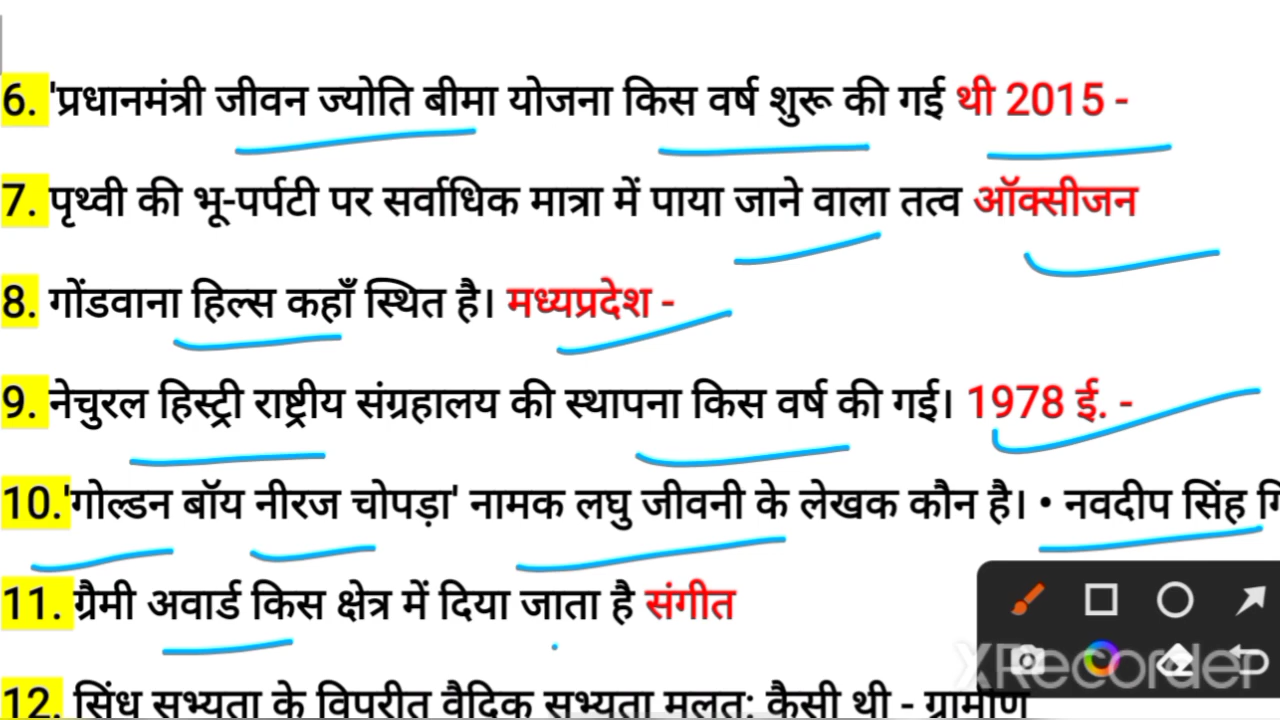 6. 'प्रधानमंत्री जीवन ज्योति बीमा योजना किस वर्ष शुरू की गई थी 2015 -
7. पृथ्वी की भू-पर्पटी पर सर्वाधिक मात्रा में पाया जाने वाला तत्व ऑक्सीजन
8. गोंडवाना हिल्स कहाँ स्थित है। मध्यप्रदेश -
9. नेचुरल हिस्ट्री राष्ट्रीय संग्रहालय की स्थापना किस वर्ष की गई। 1978 ई. -
10.'गोल्डन बॉय नीरज चोपड़ा' नामक लघु जीवनी के लेखक कौन है। • नवदीप सिंह
11. ग्रैमी अवार्ड किस क्षेत्र में दिया जाता है संगीत
XRecorder
12. सिंध सभ्यता के विपरीत वैदिक सभ्यता मलत: कैसी थी - ग्रामीण